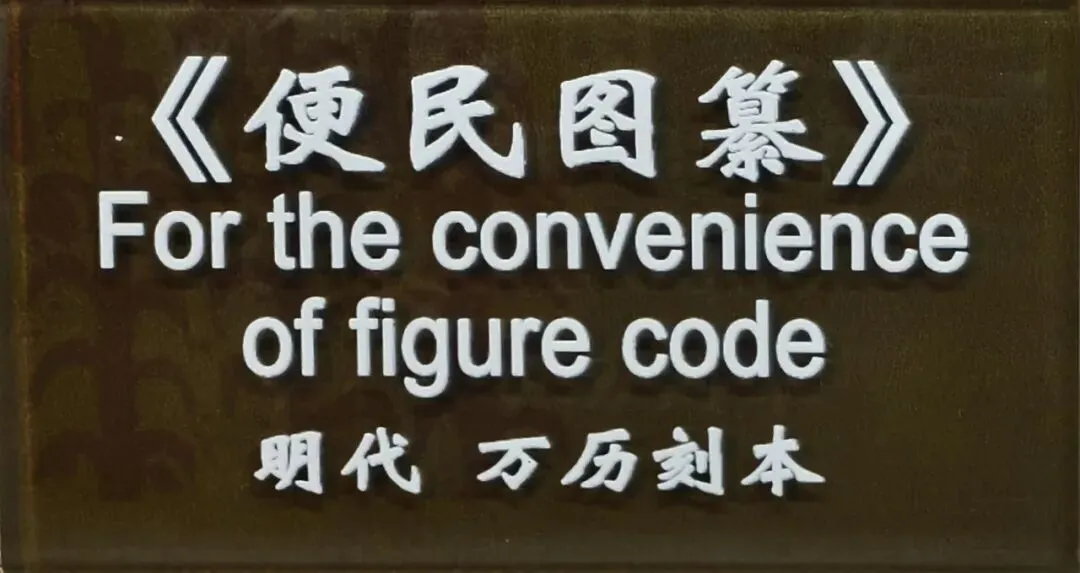 《便民图纂》
For the convenience
of figure code
明代 万历刻本